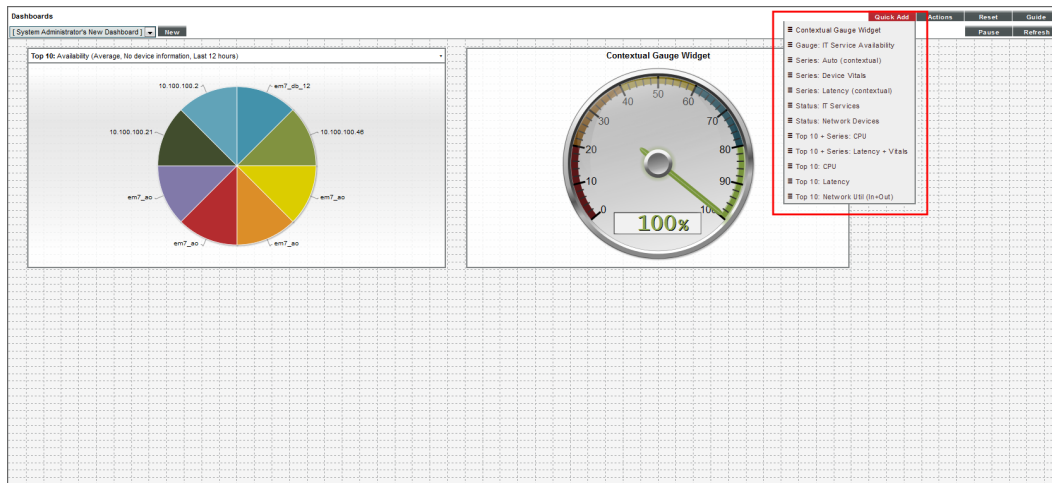 Dashboards
Quick Add Actions Reset Guide
[ System Administrator's New Dashboard ] New
Pause Refresh
Contextual Gauge Widget
Gauge: IT Service Availability
Series: Auto (contextual)
Series: Device Vitals
Series: Latency (contextual)
Status: IT Services
Status: Network Devices
Top 10 + Series: CPU
Top 10 + Series: Latency + Vitals
Top 10: CPU
Top 10: Latency
Top 10: Network Util (In+Out)
Top 10: Availability (Average, No device information, Last 12 hours)
10.100.100.2
em7_db_12
10.100.100.21
10.100.100.46
em7_ao
em7_ao
em7_ao
em7_ao
Contextual Gauge Widget
0
10
20
30
40
50
60
70
80
90
100
100%